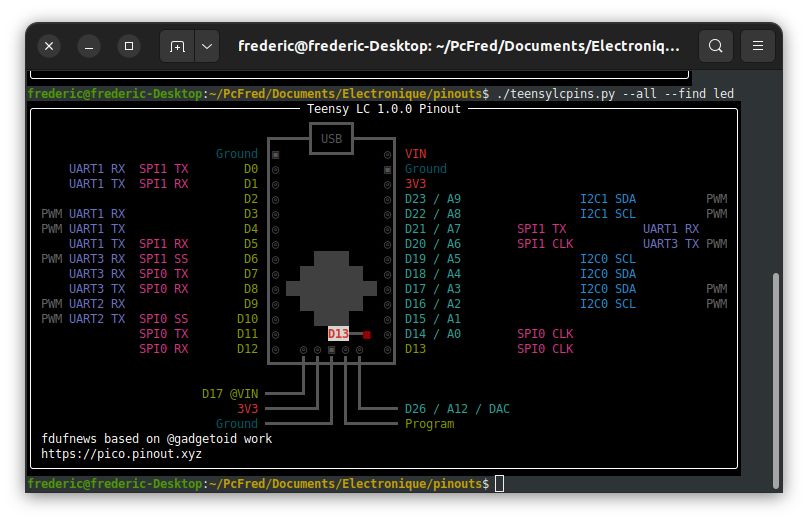 frederic@frederic-Desktop: ~/PcFred/Documents/Electroniq...
frederic@frederic-Desktop:~/PcFred/Documents/Electronique/pinouts$ ./teensylcpins.py --all --find led
Teensy LC 1.0.0 Pinout
USB
Ground VIN
UART1 RX SPI1 TX D0 Ground
UART1 TX SPI1 RX D1 3V3
D2 D23 / A9 I2C1 SDA PWM
PWM UART1 RX D3 D22 / A8 I2C1 SCL PWM
PWM UART1 TX D4 D21 / A7 SPI1 TX UART1 RX
UART1 TX SPI1 RX D5 D20 / A6 SPI1 CLK UART3 TX PWM
PWM UART3 RX SPI1 SS D6 D19 / A5 I2C0 SCL
UART3 RX SPI0 TX D7 D18 / A4 I2C0 SDA
UART3 TX SPI0 RX D8 D17 / A3 I2C0 SDA PWM
PWM UART2 RX D9 D16 / A2 I2C0 SCL PWM
PWM UART2 TX SPI0 SS D10 D15 / A1
SPI0 TX D11 D13 D14 / A0 SPI0 CLK
SPI0 RX D12 D13 SPI0 CLK
D17 @VIN
3V3 D26 / A12 / DAC
Ground Program
fdufnews based on @gadgetoid work
https://pico.pinout.xyz
frederic@frederic-Desktop:~/PcFred/Documents/Electronique/pinouts$